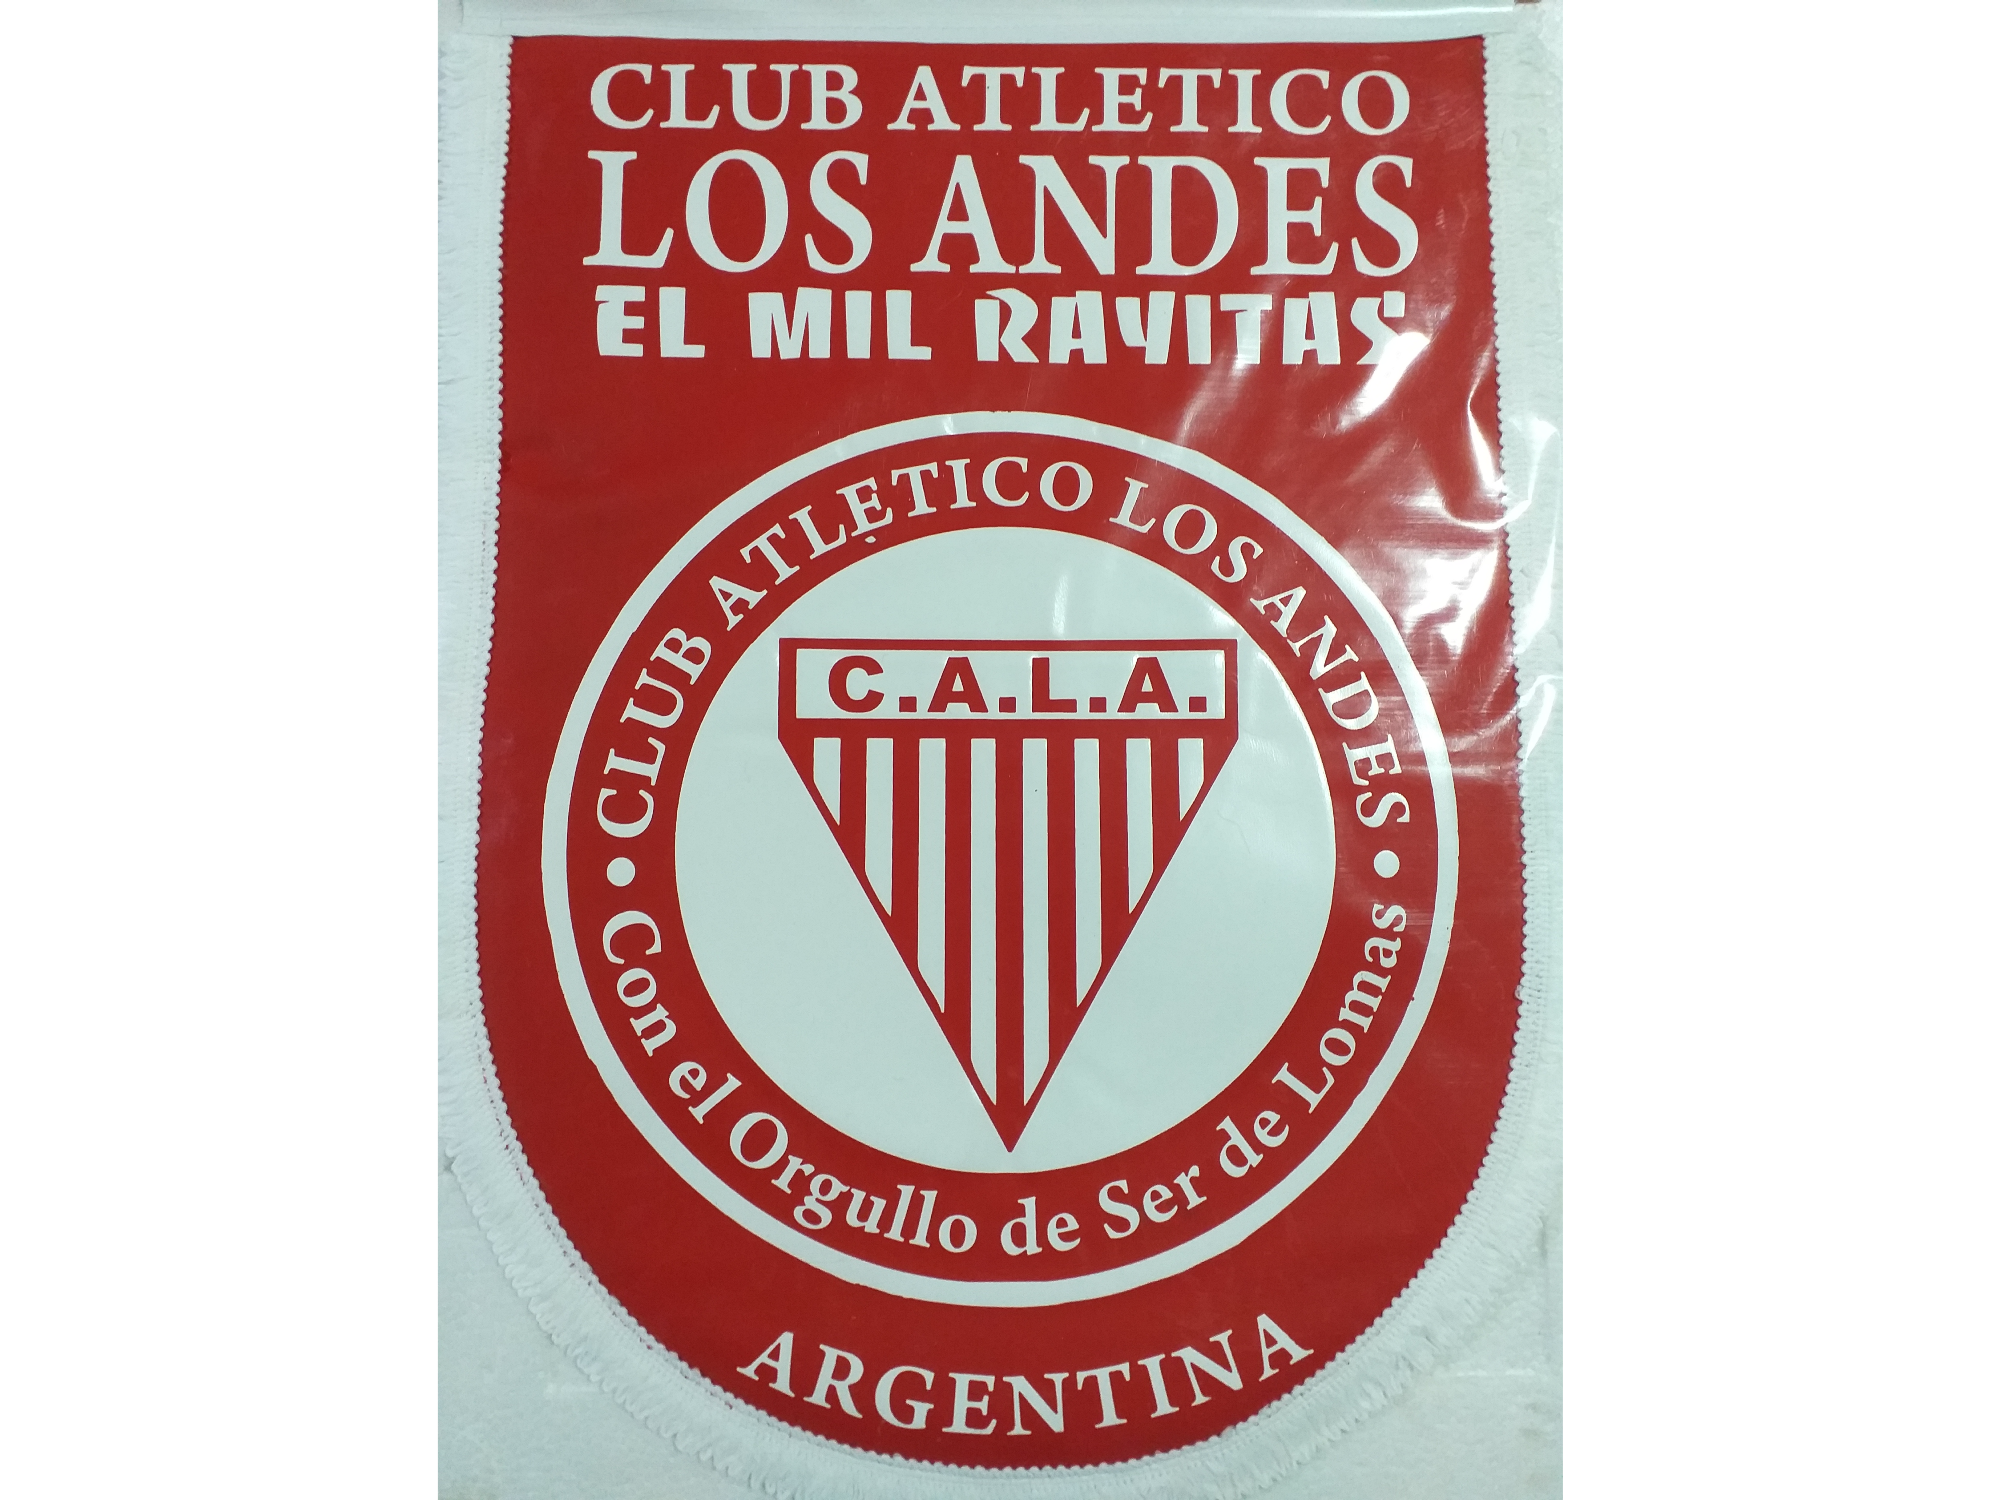 CLUB ATLETICO
LOS ANDES
EL MIL RAYITAS
CLUB ATLETICO LOS ANDES
C.A.L.A.
• Con el Orgullo de Ser de Lomas •
ARGENTINA